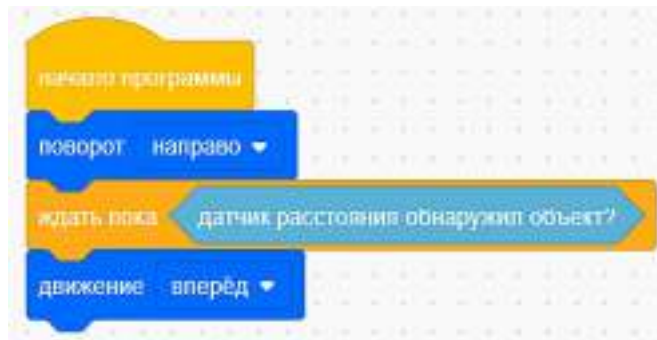 начало программы
поворот направо
ждать пока датчик расстояния обнаружил объект?
движение вперёд